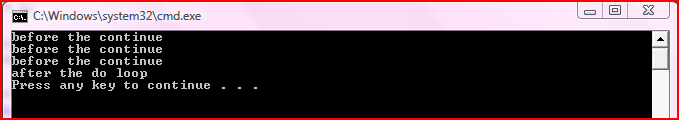 C:\Windows\system32\cmd.exe
before the continue
before the continue
before the continue
after the do loop
Press any key to continue . . .